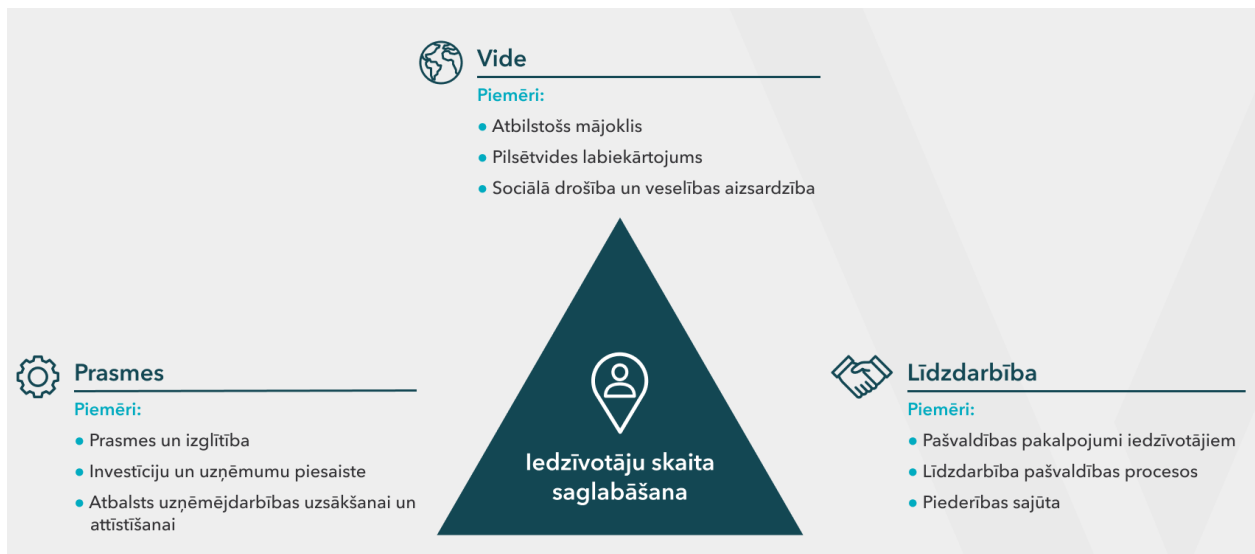 Vide
Piemēri:
• Atbilstošs mājoklis
• Pilsētvides labiekārtojums
• Sociālā drošība un veselības aizsardzība
Prasmes
Piemēri:
• Prasmes un izglītība
• Investīciju un uzņēmumu piesaiste
• Atbalsts uzņēmējdarbības uzsākšanai un
attīstīšanai
Iedzīvotāju skaita
saglabāšana
Līdzdarbība
Piemēri:
• Pašvaldības pakalpojumi iedzīvotājiem
• Līdzdarbība pašvaldības procesos
• Piederības sajūta